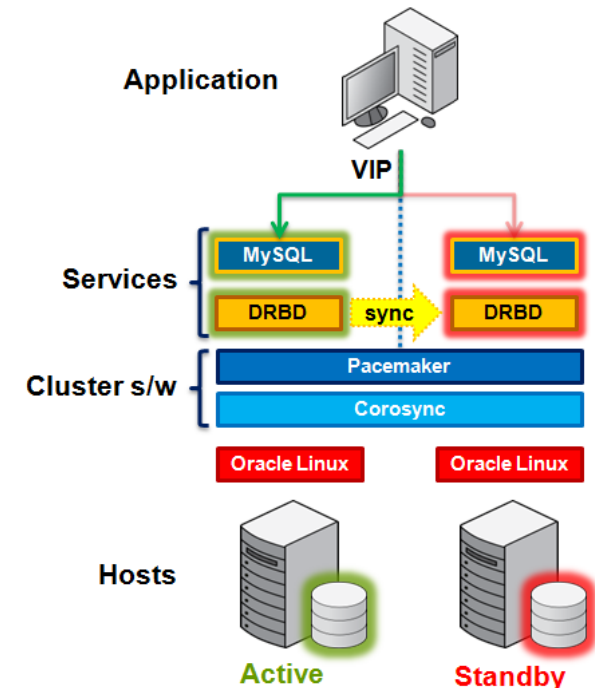 Application
VIP
MySQL MySQL
Services
DRBD sync DRBD
Pacemaker
Cluster s/w
Corosync
Oracle Linux Oracle Linux
Hosts
Active Standby